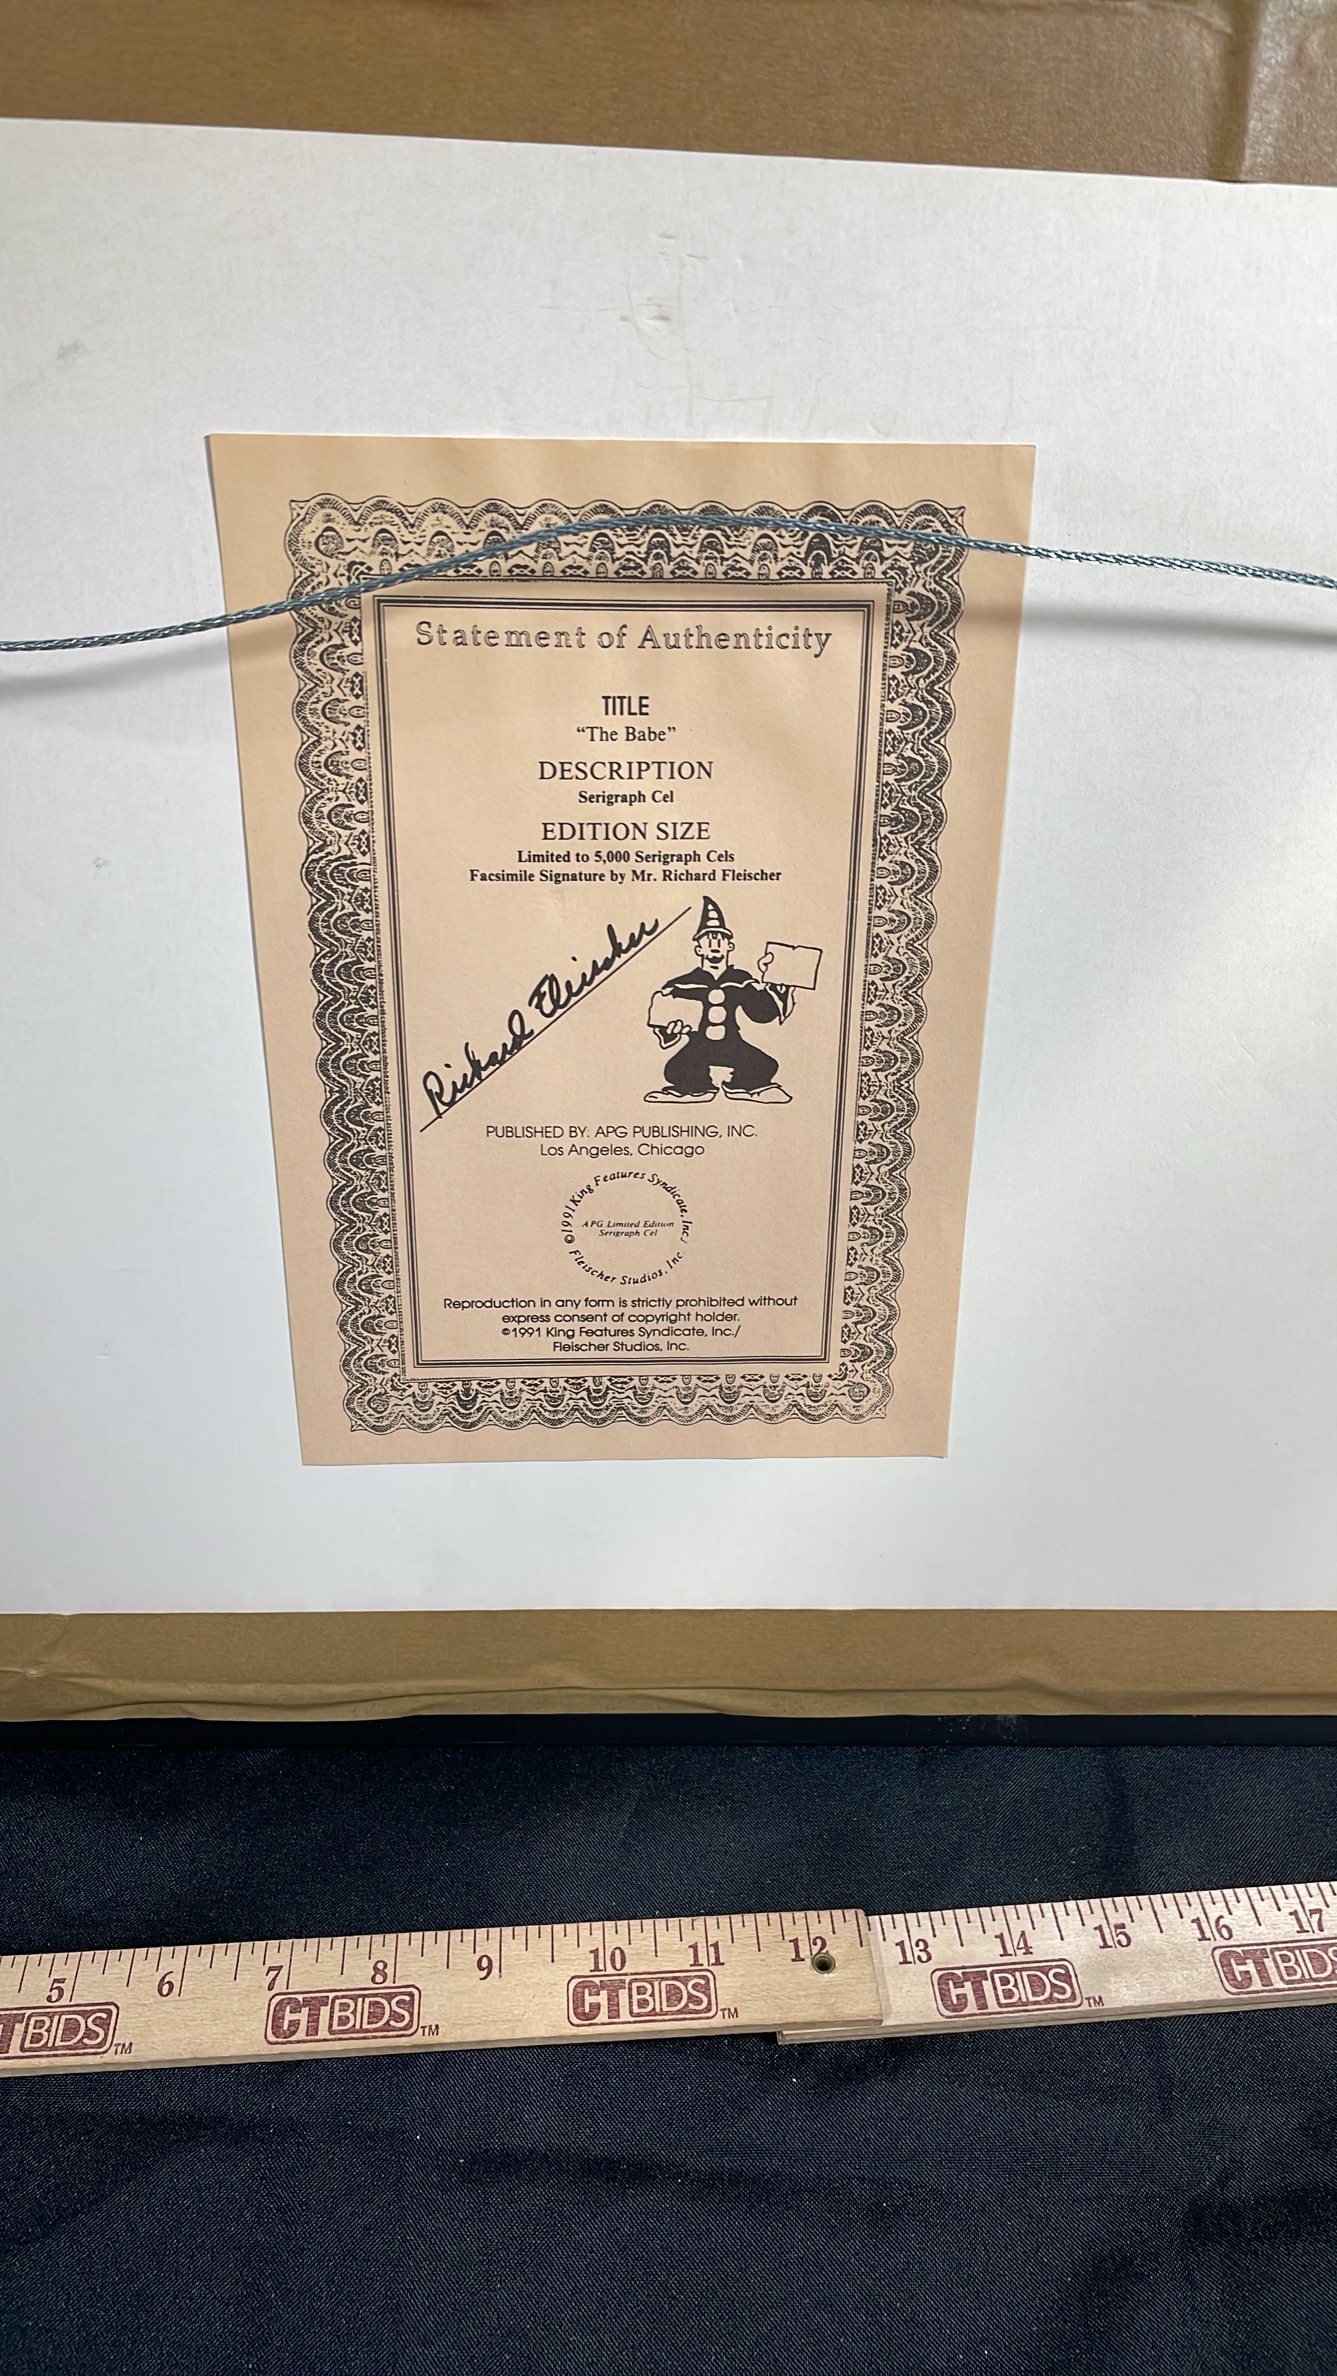 Statement of Authenticity
TITLE
“The Babe”
DESCRIPTION
Serigraph Cel
EDITION SIZE
Limited to 5,000 Serigraph Cels
Facsimile Signature by Mr. Richard Fleischer
Richard Fleischer
PUBLISHED BY: APG PUBLISHING, INC.
Los Angeles, Chicago
©1991 King Features Syndicate, Inc./
APG Limited Edition
Serigraph Cel
Fleischer Studios, Inc
Reproduction in any form is strictly prohibited without
express consent of copyright holder.
©1991 King Features Syndicate, Inc./
Fleischer Studios, Inc.
5 6 7 8 9 10 11 12 13 14 15 16 17
TBIDS™ CTBIDS™ CTBIDS™ CTBIDS™ CTBIDS